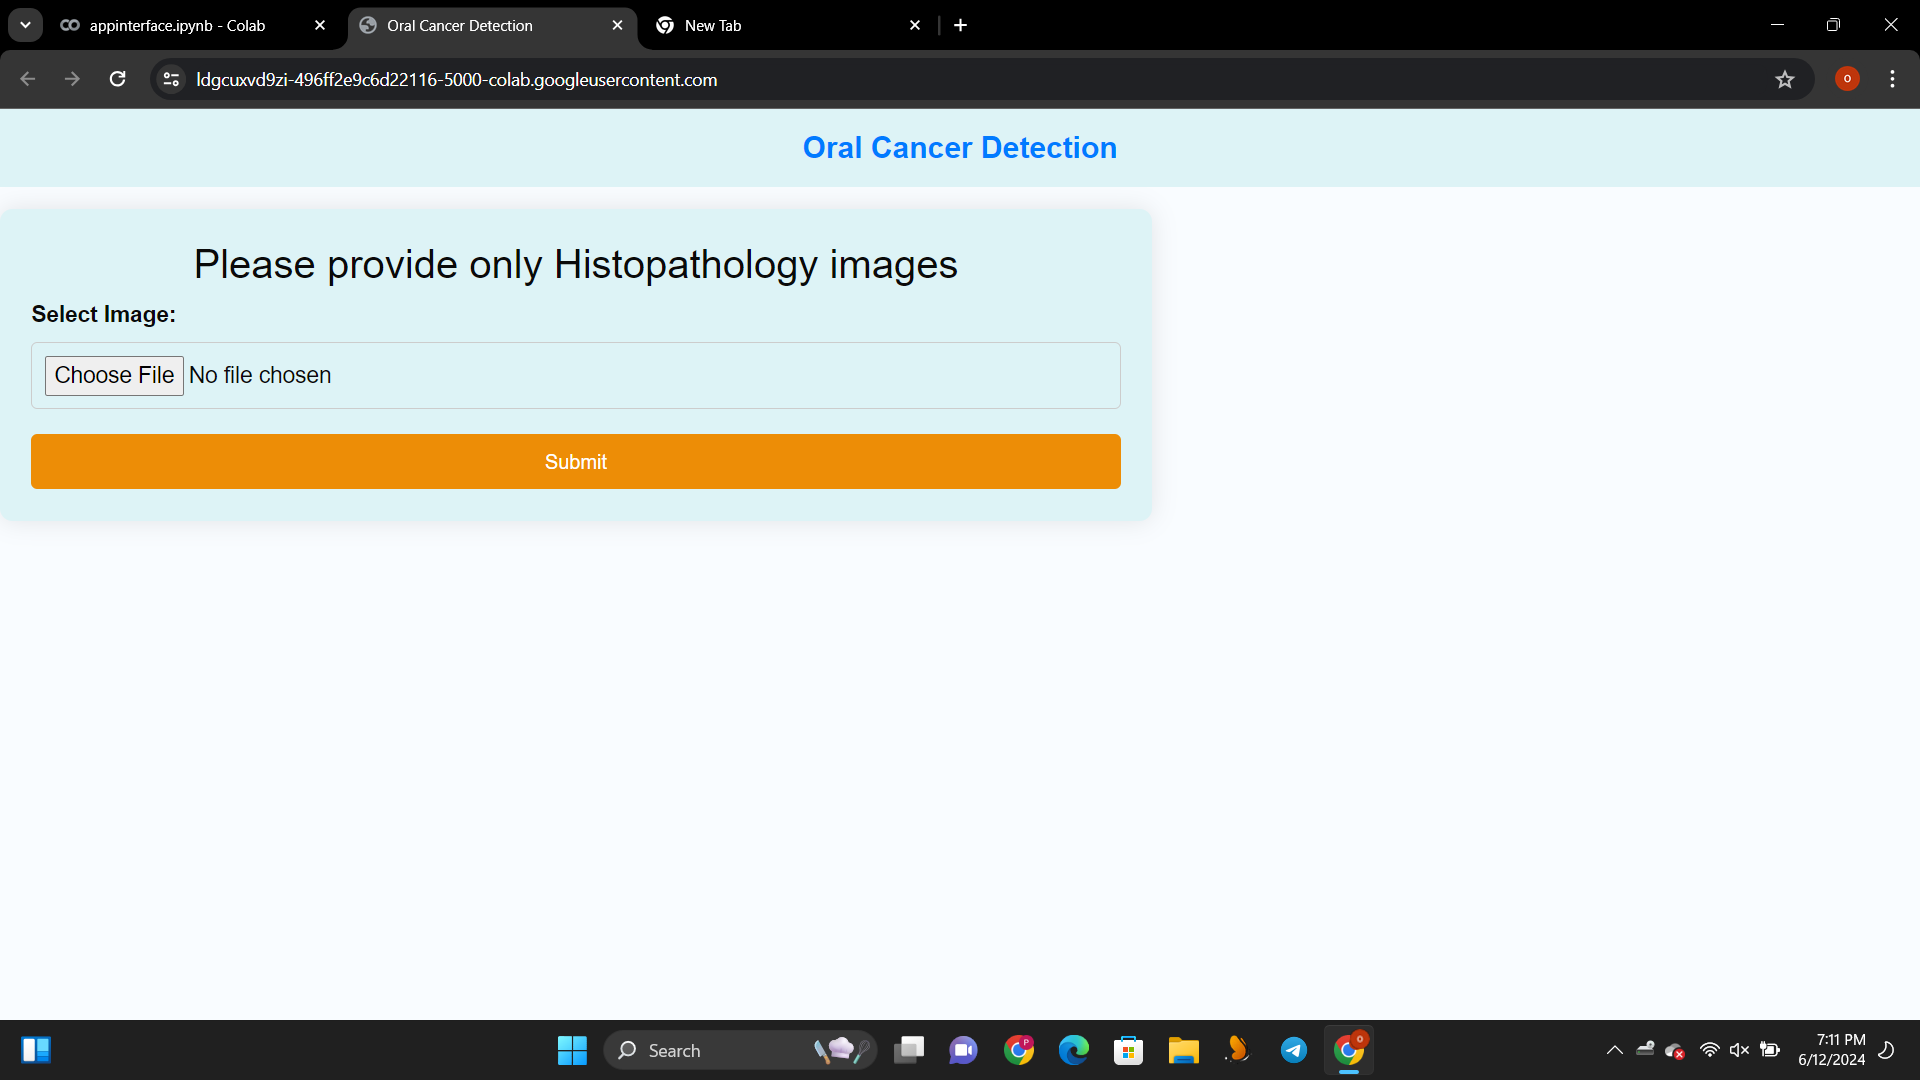 appinterface.ipynb - Colab
Oral Cancer Detection
New Tab
ldgcuxvd9zi-496ff2e9c6d22116-5000-colab.googleusercontent.com
O
Oral Cancer Detection
Please provide only Histopathology images
Select Image:
Choose File No file chosen
Submit
Search
P
O
7:11 PM
6/12/2024